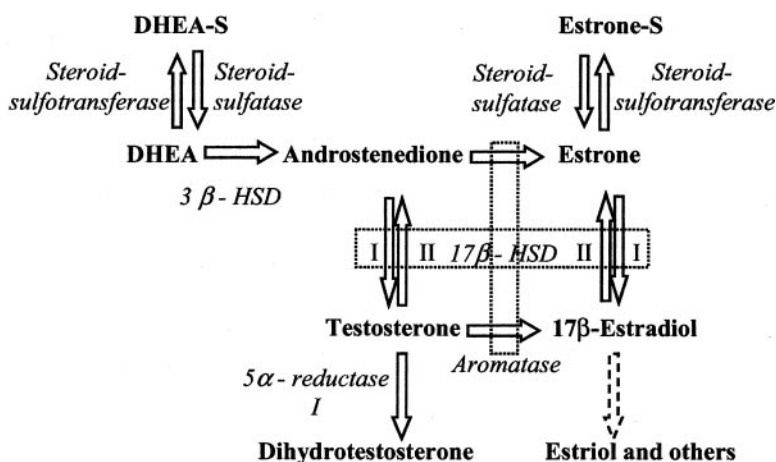 DHEA-S Estrone-S
Steroid- Steroid- Steroid- Steroid-
sulfotransferase sulfatase sulfatase sulfotransferase
DHEA Androstenedione Estrone
3 β - HSD
I II 17β - HSD II I
Testosterone 17β-Estradiol
5α - reductase Aromatase
I
Dihydrotestosterone Estriol and others